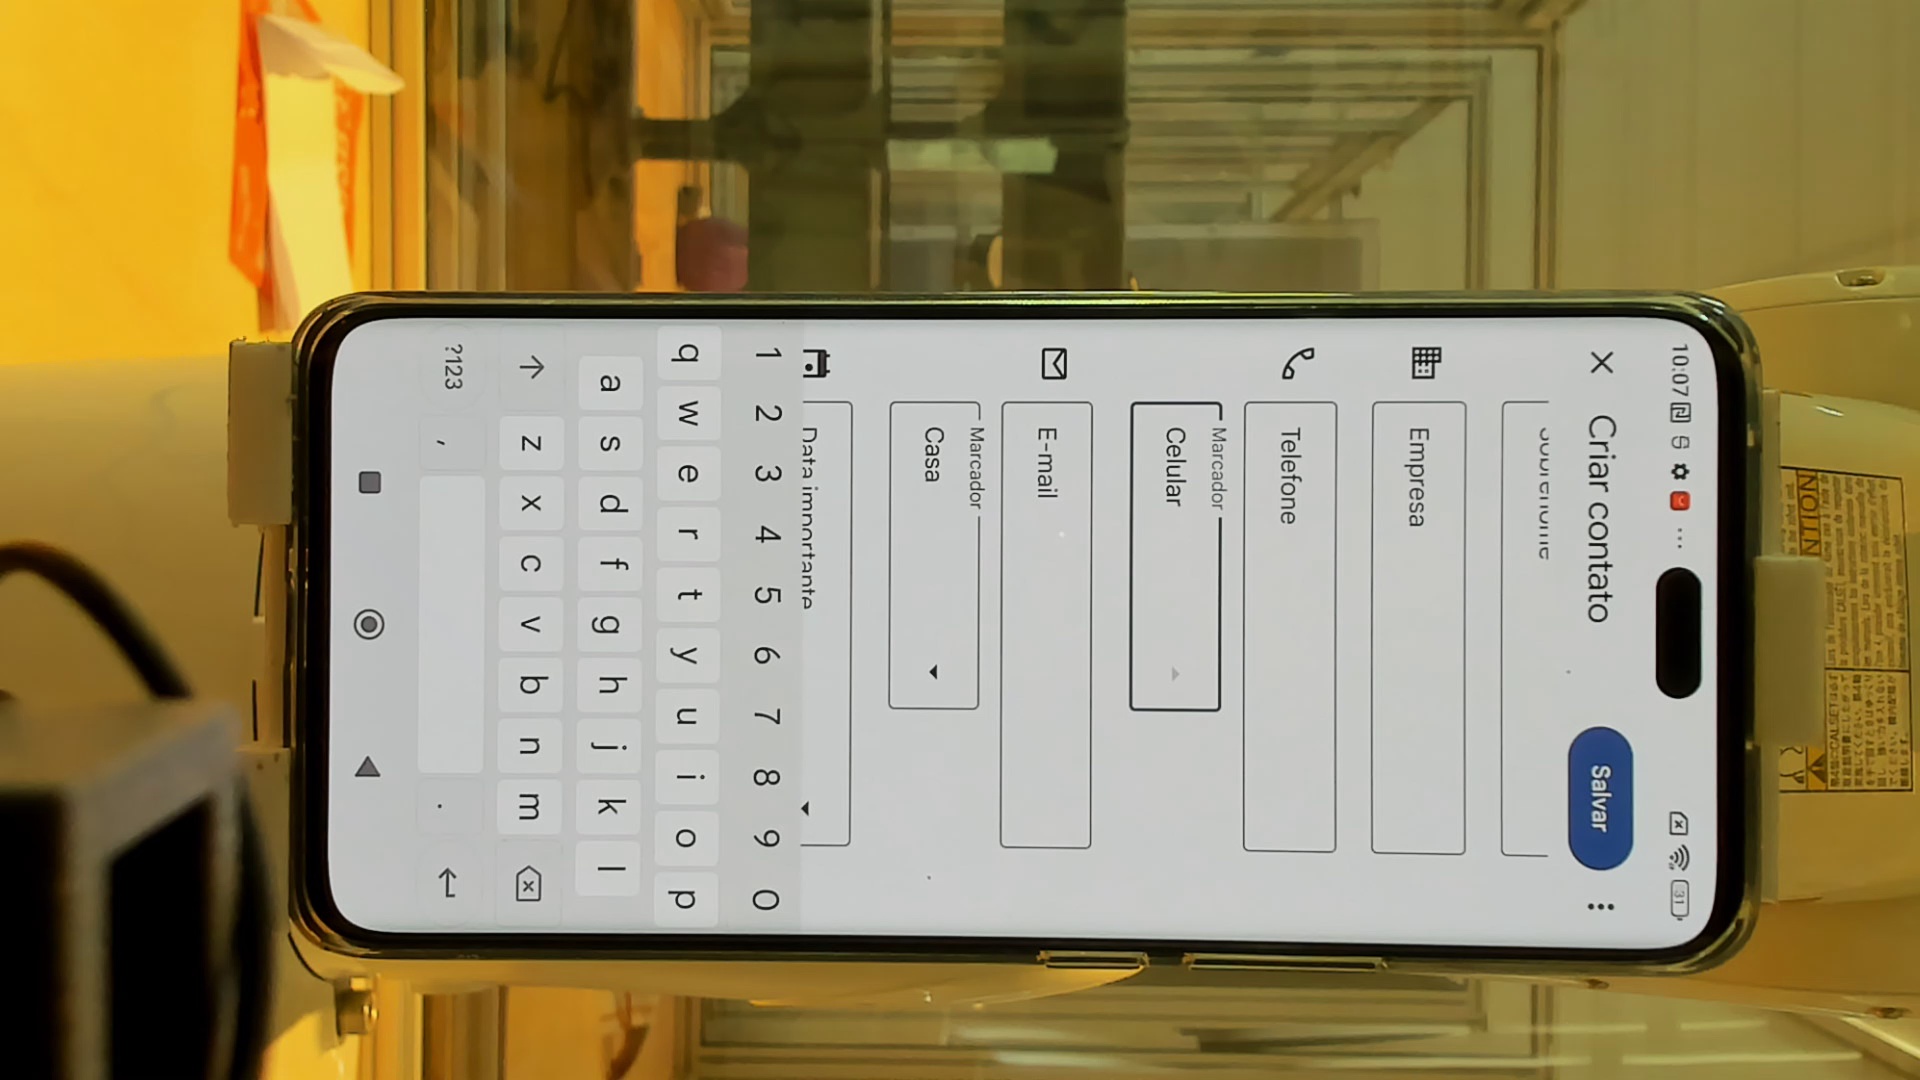 10:07
31
Criar contato
Salvar
Sobrenome
Empresa
Telefone
Marcador
Celular
E-mail
Marcador
Casa
Data importante
1 2 3 4 5 6 7 8 9 0
q w e r t y u i o p
a s d f g h j k l
z x c v b n m
?123 , .